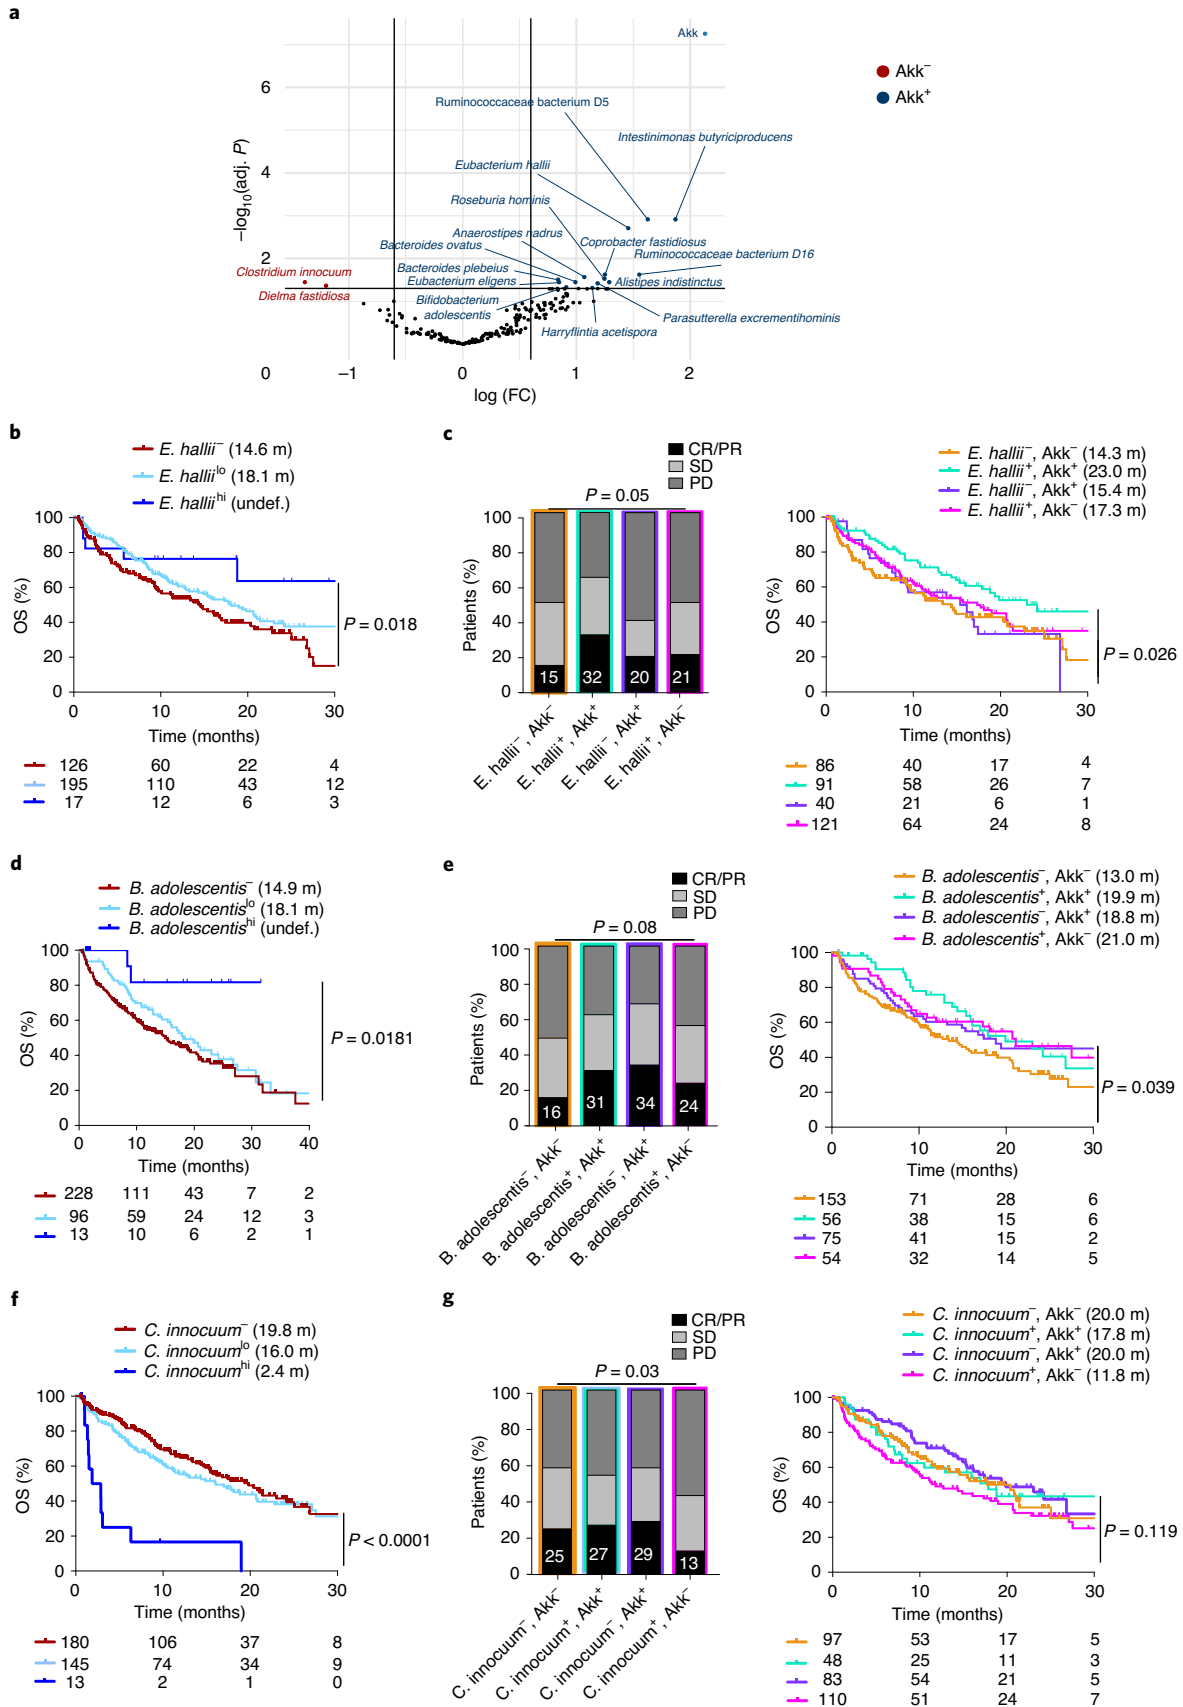 a
Akk
Akk⁻
Akk⁺
6
Ruminococcaceae bacterium D5
Intestinimonas butyriciproducens
4
Eubacterium hallii
Roseburia hominis
Anaerostipes nadrus
Coprobacter fastidiosus
Bacteroides ovatus
Ruminococcaceae bacterium D16
2
Clostridium innocuum
Bacteroides plebeius
Eubacterium eligens
Alistipes indistinctus
Dielma fastidiosa
Bifidobacterium
adolescentis
Parasutterella excrementihominis
Harryflintia acetispora
–log₁₀(adj. P)
0 –1 0 1 2
log (FC)
b
E. hallii⁻ (14.6 m)
E. hallii^lo (18.1 m)
E. hallii^hi (undef.)
100
80
60
40
20
0
OS (%)
P = 0.018
0 10 20 30
Time (months)
126 60 22 4
195 110 43 12
17 12 6 3
c
CR/PR
SD
PD
P = 0.05
100
80
60
40
20
0
Patients (%)
15 32 20 21
E. hallii⁻, Akk⁻
E. hallii⁺, Akk⁺
E. hallii⁻, Akk⁺
E. hallii⁺, Akk⁻
E. hallii⁻, Akk⁻ (14.3 m)
E. hallii⁺, Akk⁺ (23.0 m)
E. hallii⁻, Akk⁺ (15.4 m)
E. hallii⁺, Akk⁻ (17.3 m)
100
80
60
40
20
0
OS (%)
P = 0.026
0 10 20 30
Time (months)
86 40 17 4
91 58 26 7
40 21 6 1
121 64 24 8
d
B. adolescentis⁻ (14.9 m)
B. adolescentis^lo (18.1 m)
B. adolescentis^hi (undef.)
100
80
60
40
20
0
OS (%)
P = 0.0181
0 10 20 30 40
Time (months)
228 111 43 7 2
96 59 24 12 3
13 10 6 2 1
e
CR/PR
SD
PD
P = 0.08
100
80
60
40
20
0
Patients (%)
16 31 34 24
B. adolescentis⁻, Akk⁻
B. adolescentis⁺, Akk⁺
B. adolescentis⁻, Akk⁺
B. adolescentis⁺, Akk⁻
B. adolescentis⁻, Akk⁻ (13.0 m)
B. adolescentis⁺, Akk⁺ (19.9 m)
B. adolescentis⁻, Akk⁺ (18.8 m)
B. adolescentis⁺, Akk⁻ (21.0 m)
100
80
60
40
20
0
OS (%)
P = 0.039
0 10 20 30
Time (months)
153 71 28 6
56 38 15 6
75 41 15 2
54 32 14 5
f
C. innocuum⁻ (19.8 m)
C. innocuum^lo (16.0 m)
C. innocuum^hi (2.4 m)
100
80
60
40
20
0
OS (%)
P < 0.0001
0 10 20 30
Time (months)
180 106 37 8
145 74 34 9
13 2 1 0
g
CR/PR
SD
PD
P = 0.03
100
80
60
40
20
0
Patients (%)
25 27 29 13
C. innocuum⁻, Akk⁻
C. innocuum⁺, Akk⁺
C. innocuum⁻, Akk⁺
C. innocuum⁺, Akk⁻
C. innocuum⁻, Akk⁻ (20.0 m)
C. innocuum⁺, Akk⁺ (17.8 m)
C. innocuum⁻, Akk⁺ (20.0 m)
C. innocuum⁺, Akk⁻ (11.8 m)
100
80
60
40
20
0
OS (%)
P = 0.119
0 10 20 30
Time (months)
97 53 17 5
48 25 11 3
83 54 21 5
110 51 24 7